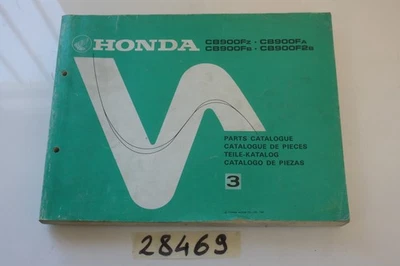 HONDA CB900Fz · CB900FA
CB900FB · CB900F2B
PARTS CATALOGUE
CATALOGUE DE PIECES
TEILE-KATALOG
CATALOGO DE PIEZAS
3
28469